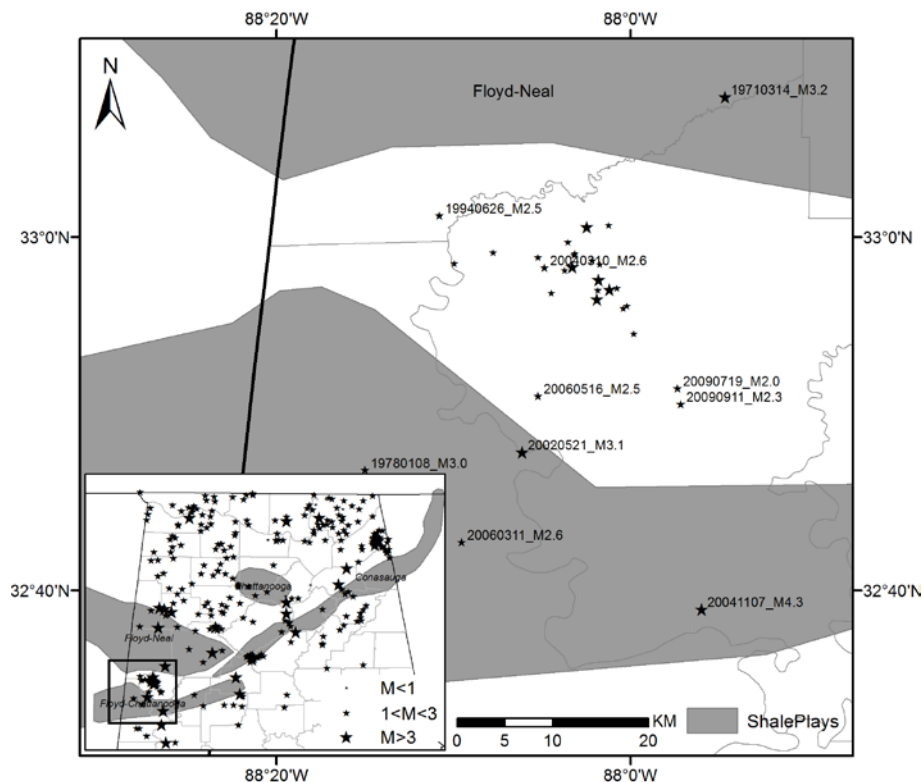 88°20'W
88°0'W
N
Floyd-Neal
19710314_M3.2
19940626_M2.5
33°0'N
33°0'N
20040310_M2.6
20090719_M2.0
20060516_M2.5
20090911_M2.3
20020521_M3.1
19780108_M3.0
20060311_M2.6
32°40'N
32°40'N
20041107_M4.3
Chattanooga
Conasauga
Floyd-Neal
Floyd-Chattanooga
M<1
1<M<3
M>3
KM
0 5 10 20
ShalePlays
88°20'W
88°0'W